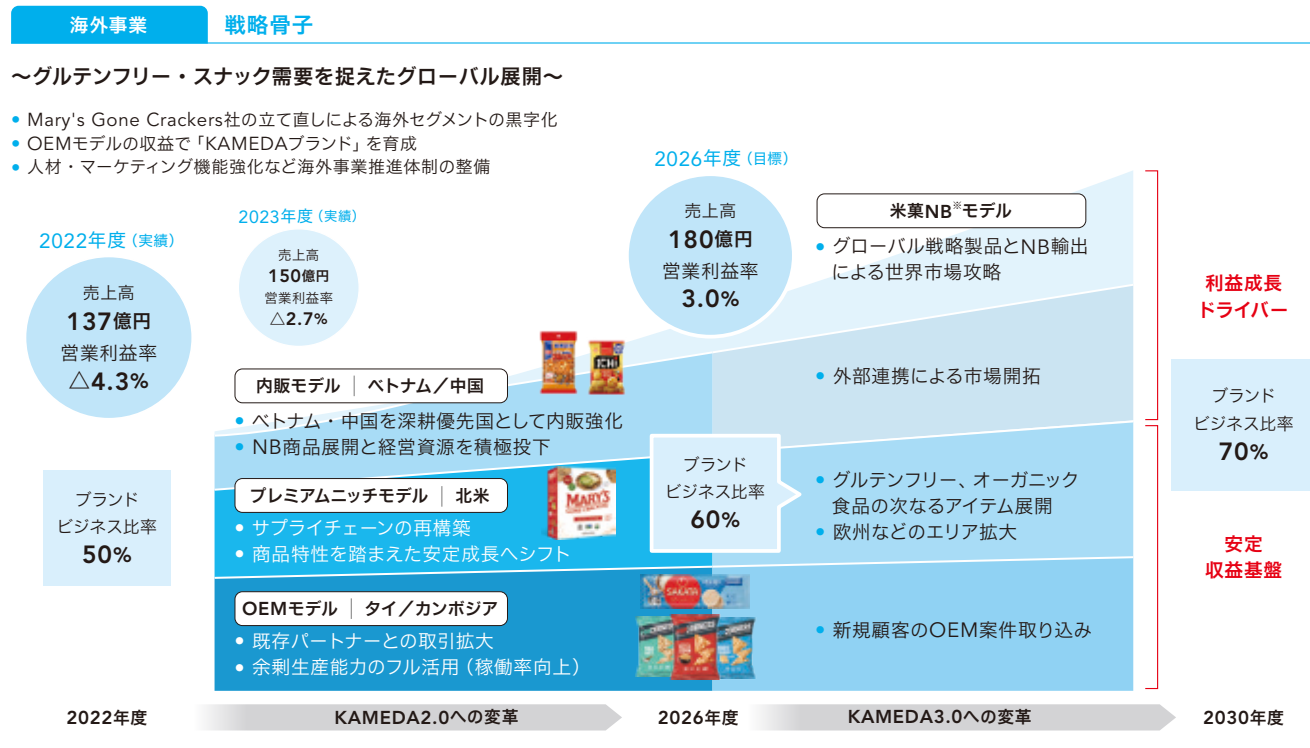 海外事業
戦略骨子
～グルテンフリー・スナック需要を捉えたグローバル展開～
• Mary's Gone Crackers社の立て直しによる海外セグメントの黒字化
• OEMモデルの収益で「KAMEDAブランド」を育成
• 人材・マーケティング機能強化など海外事業推進体制の整備
2022年度（実績）
売上高
137億円
営業利益率
△4.3%
ブランド
ビジネス比率
50%
2023年度（実績）
売上高
150億円
営業利益率
△2.7%
2026年度（目標）
売上高
180億円
営業利益率
3.0%
内販モデル｜ベトナム／中国
• ベトナム・中国を深耕優先国として内販強化
• NB商品展開と経営資源を積極投下
ICHI
プレミアムニッチモデル｜北米
• サプライチェーンの再構築
• 商品特性を踏まえた安定成長へシフト
MARY'S
OEMモデル｜タイ／カンボジア
• 既存パートナーとの取引拡大
• 余剰生産能力のフル活用（稼働率向上）
SAKATA
ブランド
ビジネス比率
60%
米菓NB※モデル
• グローバル戦略製品とNB輸出
による世界市場攻略
• 外部連携による市場開拓
• グルテンフリー、オーガニック
食品の次なるアイテム展開
• 欧州などのエリア拡大
• 新規顧客のOEM案件取り込み
利益成長
ドライバー
ブランド
ビジネス比率
70%
安定
収益基盤
2022年度
KAMEDA2.0への変革
2026年度
KAMEDA3.0への変革
2030年度